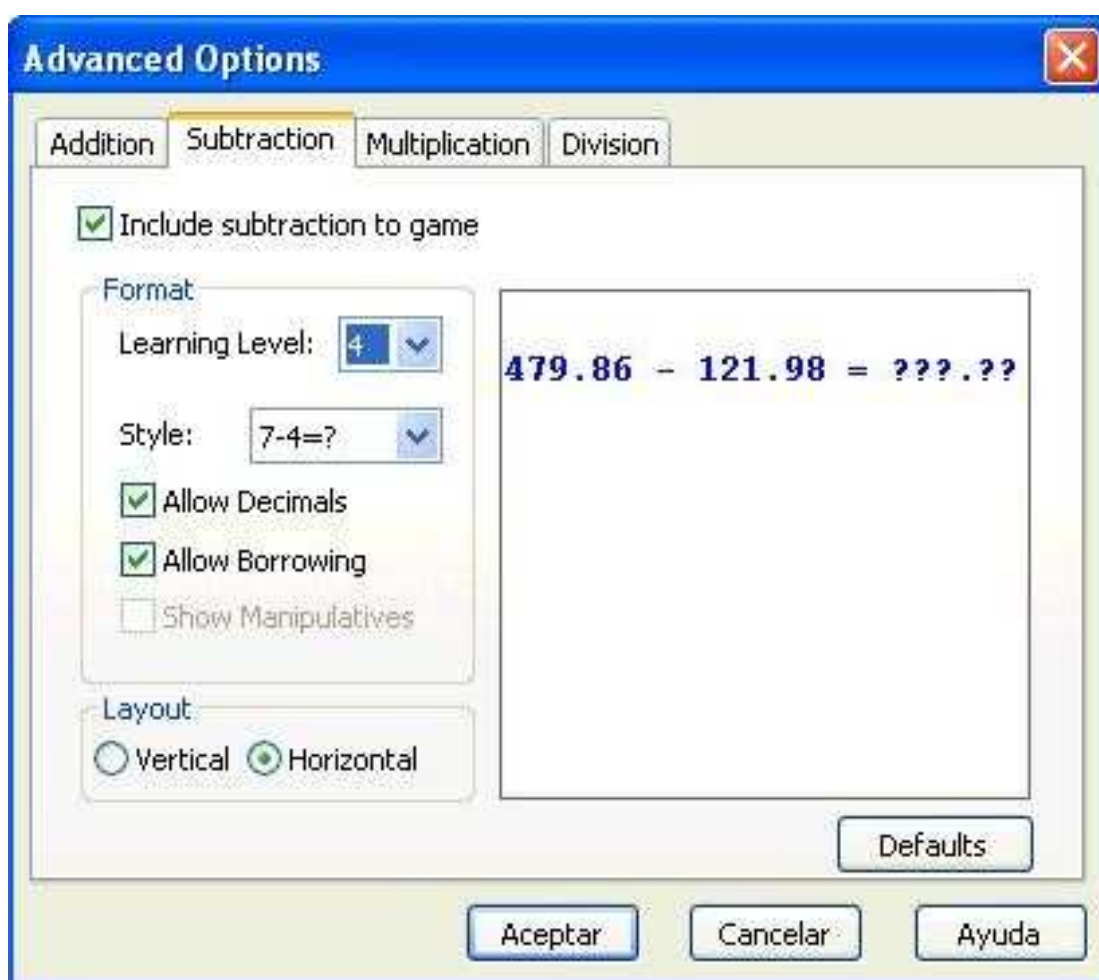 Advanced Options
Addition Subtraction Multiplication Division
Include subtraction to game
Format
Learning Level: 4
Style: 7-4=?
Allow Decimals
Allow Borrowing
Show Manipulatives
479.86 - 121.98 = ???.??
Layout
Vertical Horizontal
Defaults
Aceptar Cancelar Ayuda